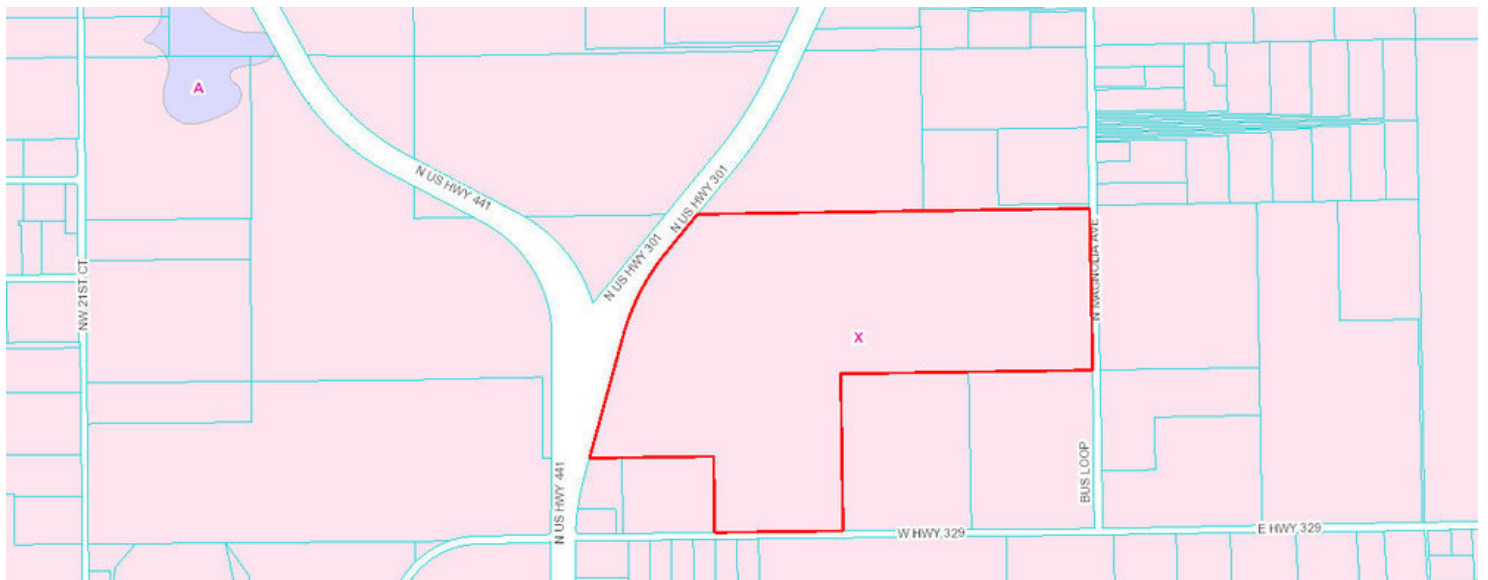 A
N US HWY 441
N US HWY 301
N US HWY 301
N MAGNOLIA AVE
NW 21ST CT
X
BUS LOOP
N US HWY 441
W HWY 329
E HWY 329